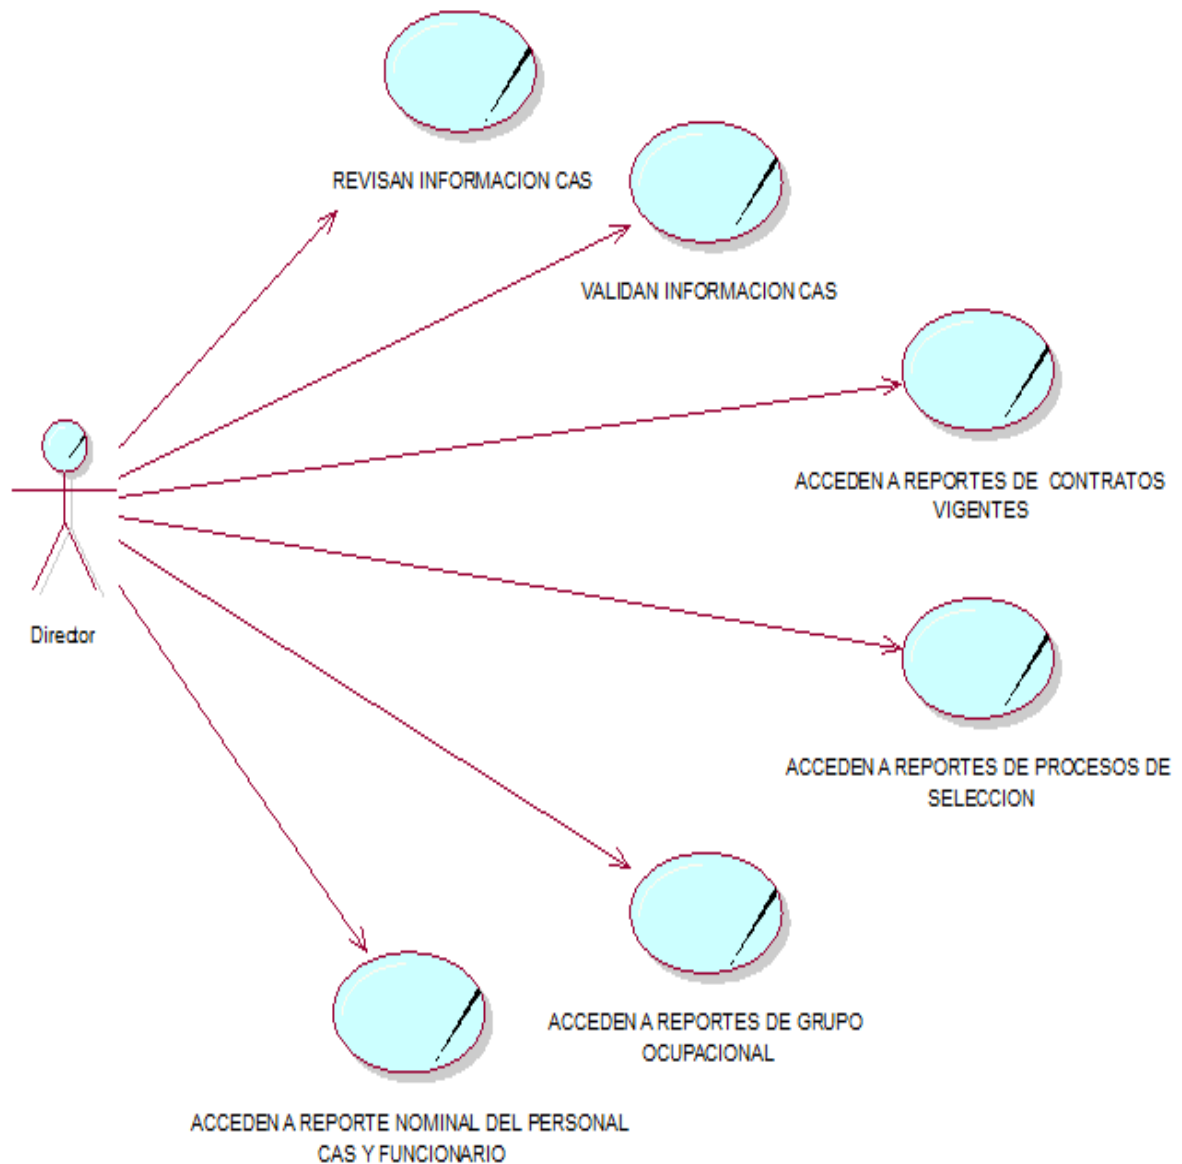 REVISAN INFORMACION CAS
VALIDAN INFORMACION CAS
ACCEDEN A REPORTES DE CONTRATOS
VIGENTES
Director
ACCEDEN A REPORTES DE PROCESOS DE
SELECCION
ACCEDEN A REPORTES DE GRUPO
OCUPACIONAL
ACCEDEN A REPORTE NOMINAL DEL PERSONAL
CAS Y FUNCIONARIO